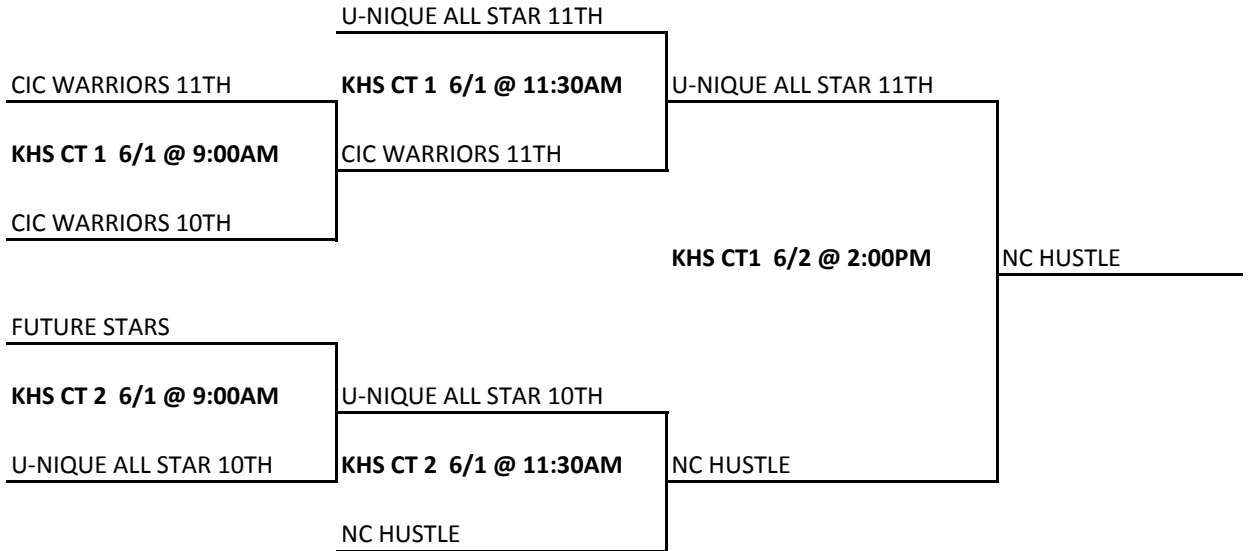 U-NIQUE ALL STAR 11TH
CIC WARRIORS 11TH
KHS CT 1 6/1 @ 11:30AM
U-NIQUE ALL STAR 11TH
KHS CT 1 6/1 @ 9:00AM
CIC WARRIORS 11TH
CIC WARRIORS 10TH
KHS CT1 6/2 @ 2:00PM
NC HUSTLE
FUTURE STARS
KHS CT 2 6/1 @ 9:00AM
U-NIQUE ALL STAR 10TH
U-NIQUE ALL STAR 10TH
KHS CT 2 6/1 @ 11:30AM
NC HUSTLE
NC HUSTLE